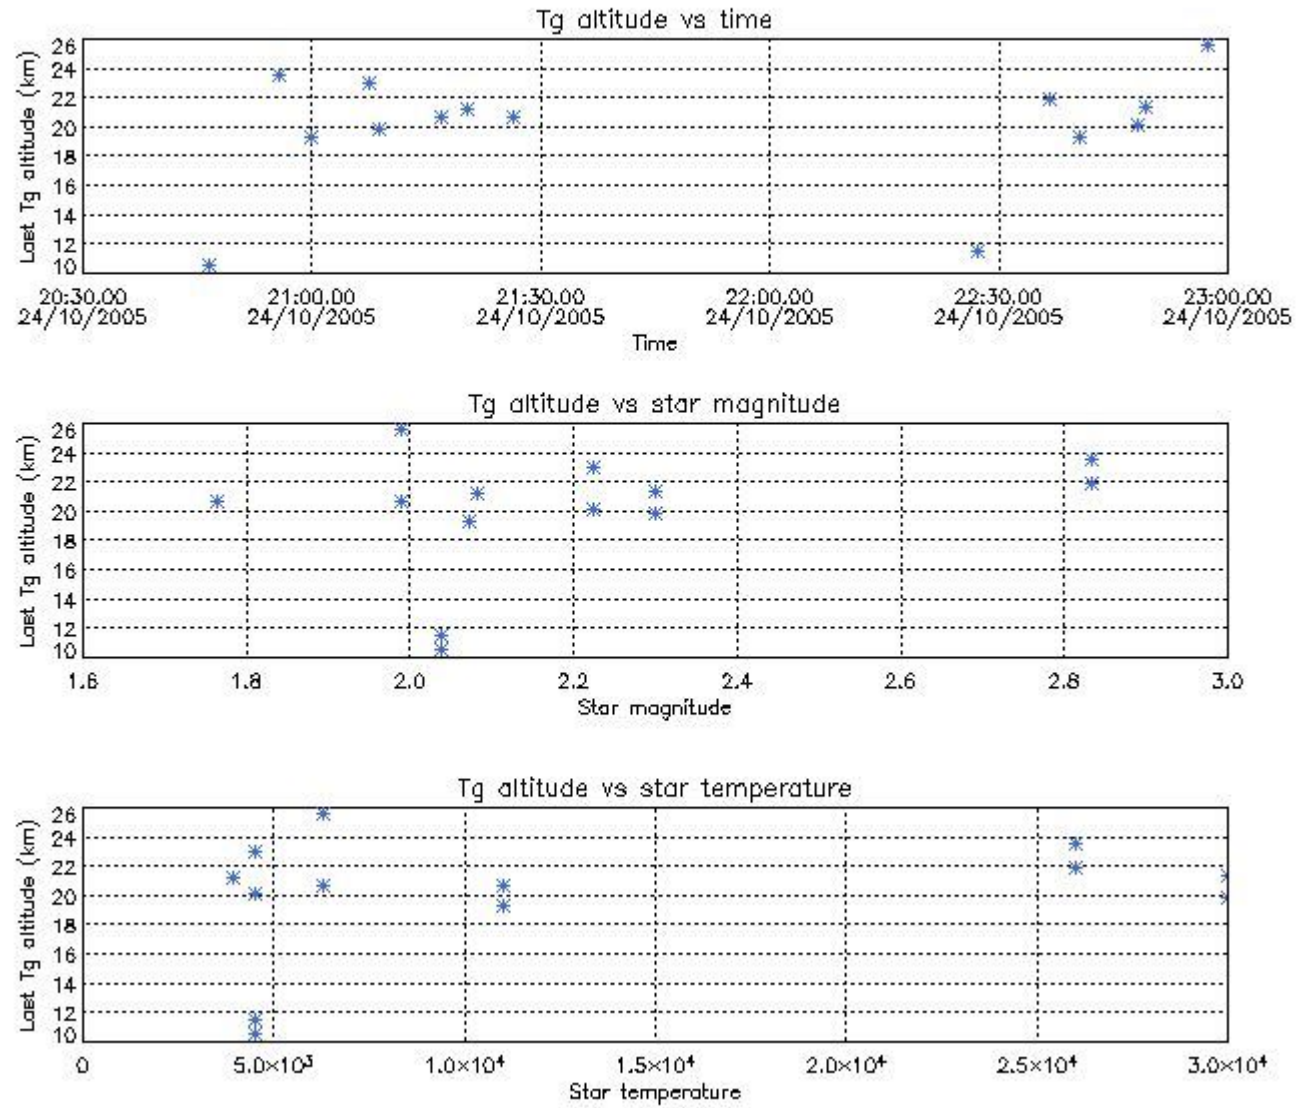 Tg altitude vs time
Last Tg altitude (km)
26
24
22
20
18
16
14
12
10
20:30.00 21:00.00 21:30.00 22:00.00 22:30.00 23:00.00
24/10/2005 24/10/2005 24/10/2005 24/10/2005 24/10/2005 24/10/2005
Time
Tg altitude vs star magnitude
Last Tg altitude (km)
26
24
22
20
18
16
14
12
10
1.6 1.8 2.0 2.2 2.4 2.6 2.8 3.0
Star magnitude
Tg altitude vs star temperature
Last Tg altitude (km)
26
24
22
20
18
16
14
12
10
0 5.0×10³ 1.0×10⁴ 1.5×10⁴ 2.0×10⁴ 2.5×10⁴ 3.0×10⁴
Star temperature